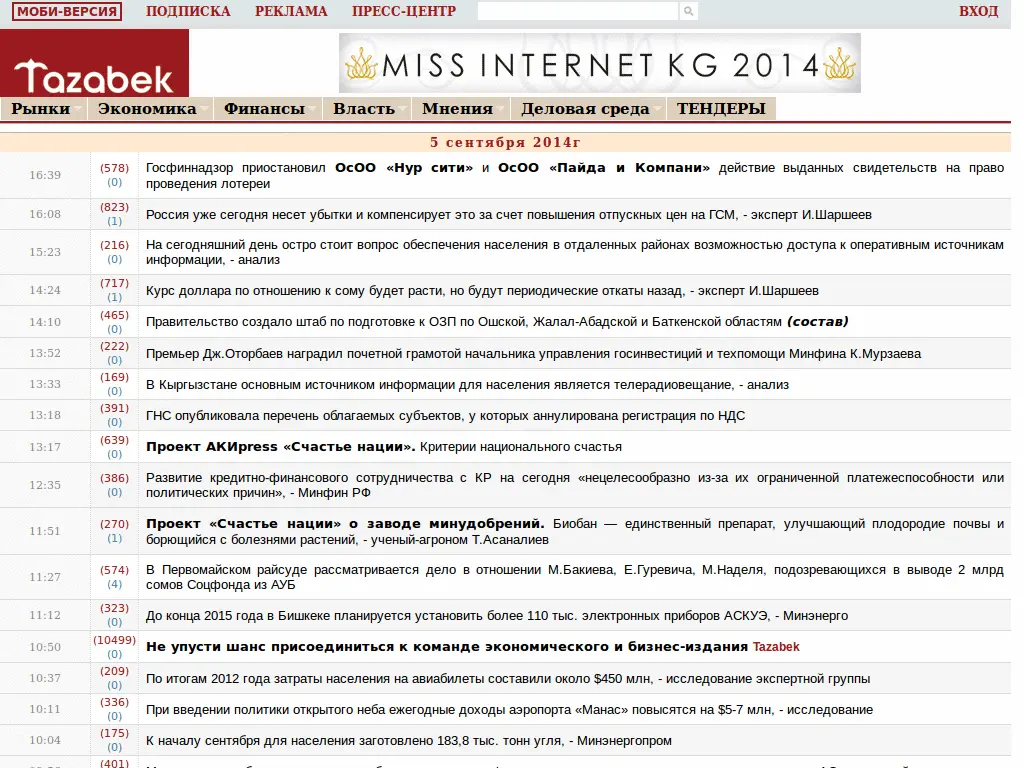 МОБИ-ВЕРСИЯ ПОДПИСКА РЕКЛАМА ПРЕСС-ЦЕНТР ВХОД
Tazabek
MISS INTERNET KG 2014
Рынки Экономика Финансы Власть Мнения Деловая среда ТЕНДЕРЫ
5 сентября 2014г
16:39 (578) (0) Госфиннадзор приостановил ОсОО «Нур сити» и ОсОО «Пайда и Компани» действие выданных свидетельств на право
проведения лотереи
16:08 (823) (1) Россия уже сегодня несет убытки и компенсирует это за счет повышения отпускных цен на ГСМ, - эксперт И.Шаршеев
15:23 (216) (0) На сегодняшний день остро стоит вопрос обеспечения населения в отдаленных районах возможностью доступа к оперативным источникам
информации, - анализ
14:24 (717) (1) Курс доллара по отношению к сому будет расти, но будут периодические откаты назад, - эксперт И.Шаршеев
14:10 (465) (0) Правительство создало штаб по подготовке к ОЗП по Ошской, Жалал-Абадской и Баткенской областям (состав)
13:52 (222) (0) Премьер Дж.Оторбаев наградил почетной грамотой начальника управления госинвестиций и техпомощи Минфина К.Мурзаева
13:33 (169) (0) В Кыргызстане основным источником информации для населения является телерадиовещание, - анализ
13:18 (391) (0) ГНС опубликовала перечень облагаемых субъектов, у которых аннулирована регистрация по НДС
13:17 (639) (0) Проект АКИpress «Счастье нации». Критерии национального счастья
12:35 (386) (0) Развитие кредитно-финансового сотрудничества с КР на сегодня «нецелесообразно из-за их ограниченной платежеспособности или
политических причин», - Минфин РФ
11:51 (270) (1) Проект «Счастье нации» о заводе минудобрений. Биобан — единственный препарат, улучшающий плодородие почвы и
борющийся с болезнями растений, - ученый-агроном Т.Асаналиев
11:27 (574) (4) В Первомайском райсуде рассматривается дело в отношении М.Бакиева, Е.Гуревича, М.Наделя, подозревающихся в выводе 2 млрд
сомов Соцфонда из АУБ
11:12 (323) (0) До конца 2015 года в Бишкеке планируется установить более 110 тыс. электронных приборов АСКУЭ, - Минэнерго
10:50 (10499) (0) Не упусти шанс присоединиться к команде экономического и бизнес-издания Tazabek
10:37 (209) (0) По итогам 2012 года затраты населения на авиабилеты составили около $450 млн, - исследование экспертной группы
10:11 (336) (0) При введении политики открытого неба ежегодные доходы аэропорта «Манас» повысятся на $5-7 млн, - исследование
10:04 (175) (0) К началу сентября для населения заготовлено 183,8 тыс. тонн угля, - Минэнергопром
(401)